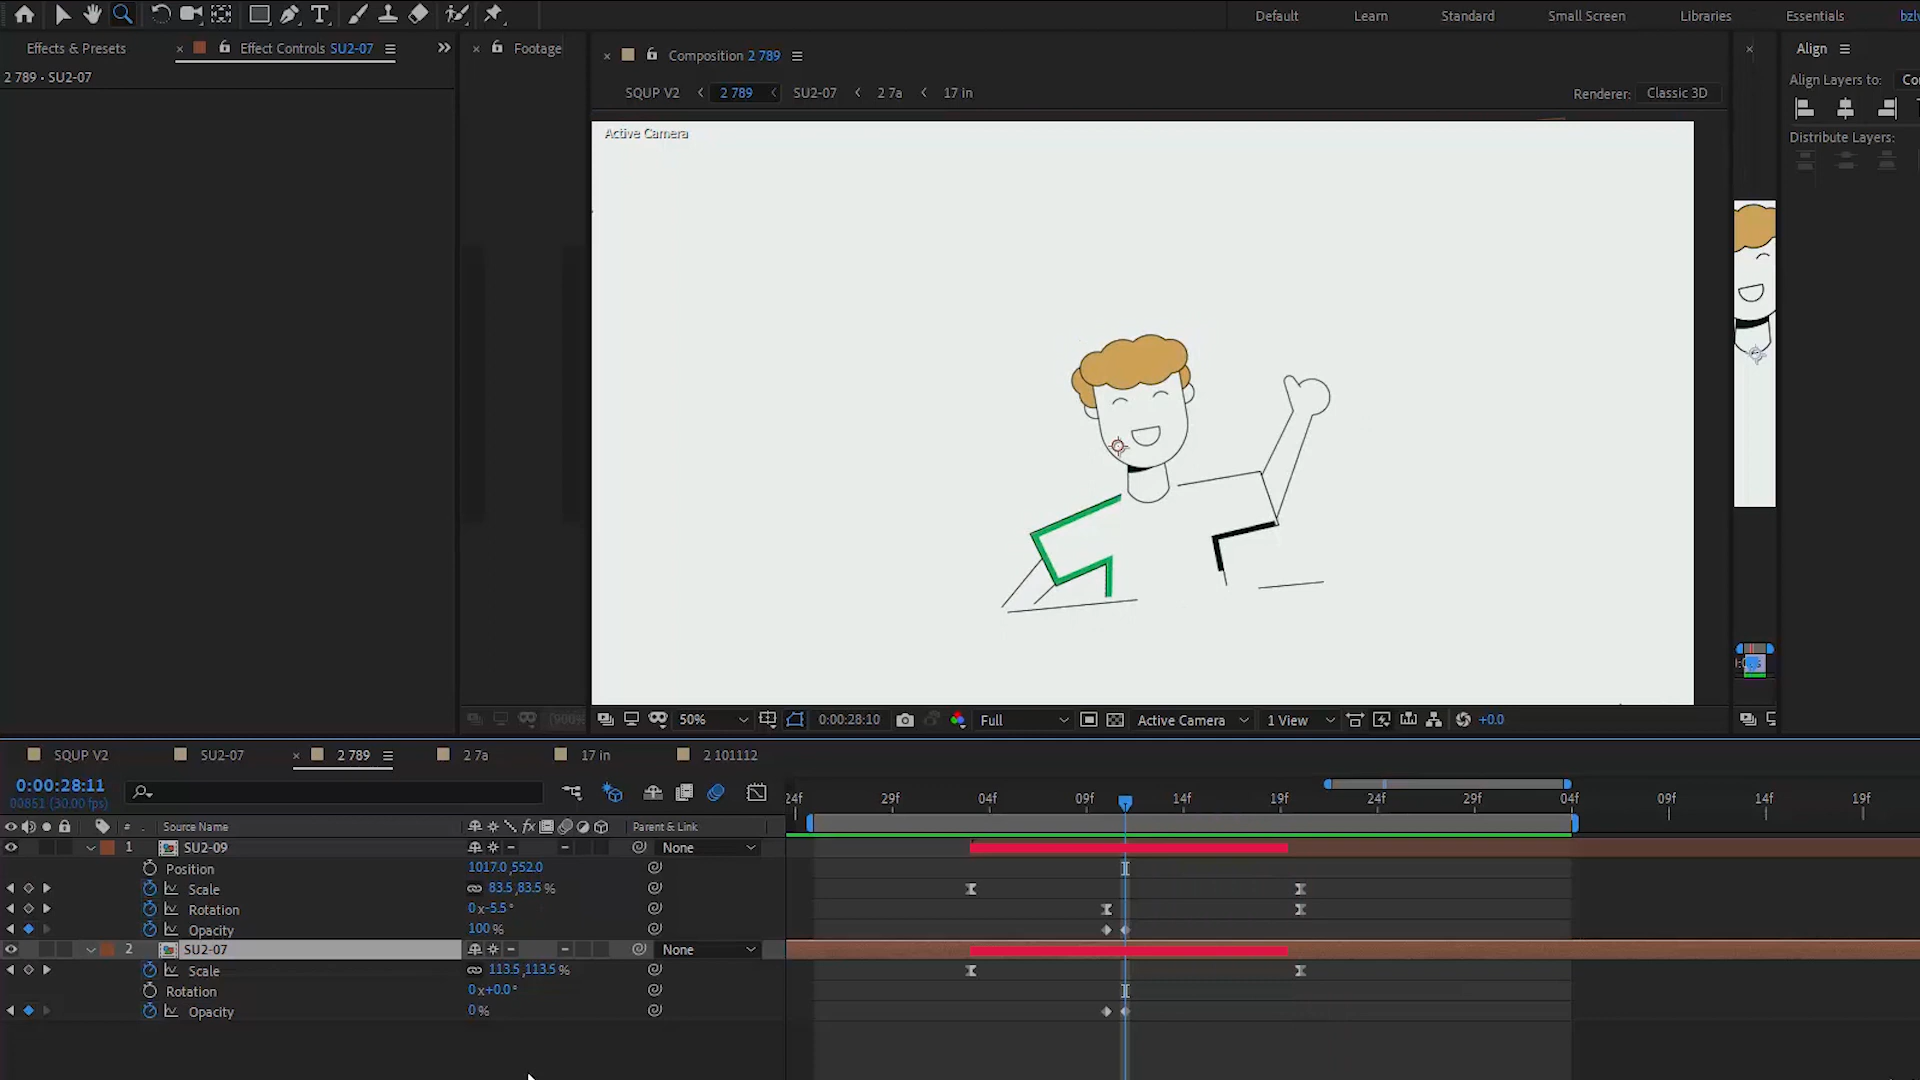 Default
Learn
Standard
Small Screen
Libraries
Essentials
Effects & Presets
Effect Controls SU2-07
Footage
Composition 2 789
Align
2 789 · SU2-07
SQUP V2
2 789
SU2-07
2 7a
17 in
Renderer: Classic 3D
Align Layers to:
Distribute Layers:
Active Camera
50%
0:00:28:10
Full
Active Camera
1 View
+0.0
SQUP V2
SU2-07
2 789
2 7a
17 in
2 101112
0:00:28:11
00851 (30.00 fps)
24f 29f 04f 09f 14f 19f 24f 29f 04f 09f 14f 19f
# Source Name fx Parent & Link
1 SU2-09 None
Position 1017.0,552.0
Scale 83.5,83.5 %
Rotation 0x-5.5°
Opacity 100 %
2 SU2-07 None
Scale 113.5,113.5 %
Rotation 0x+0.0°
Opacity 0 %